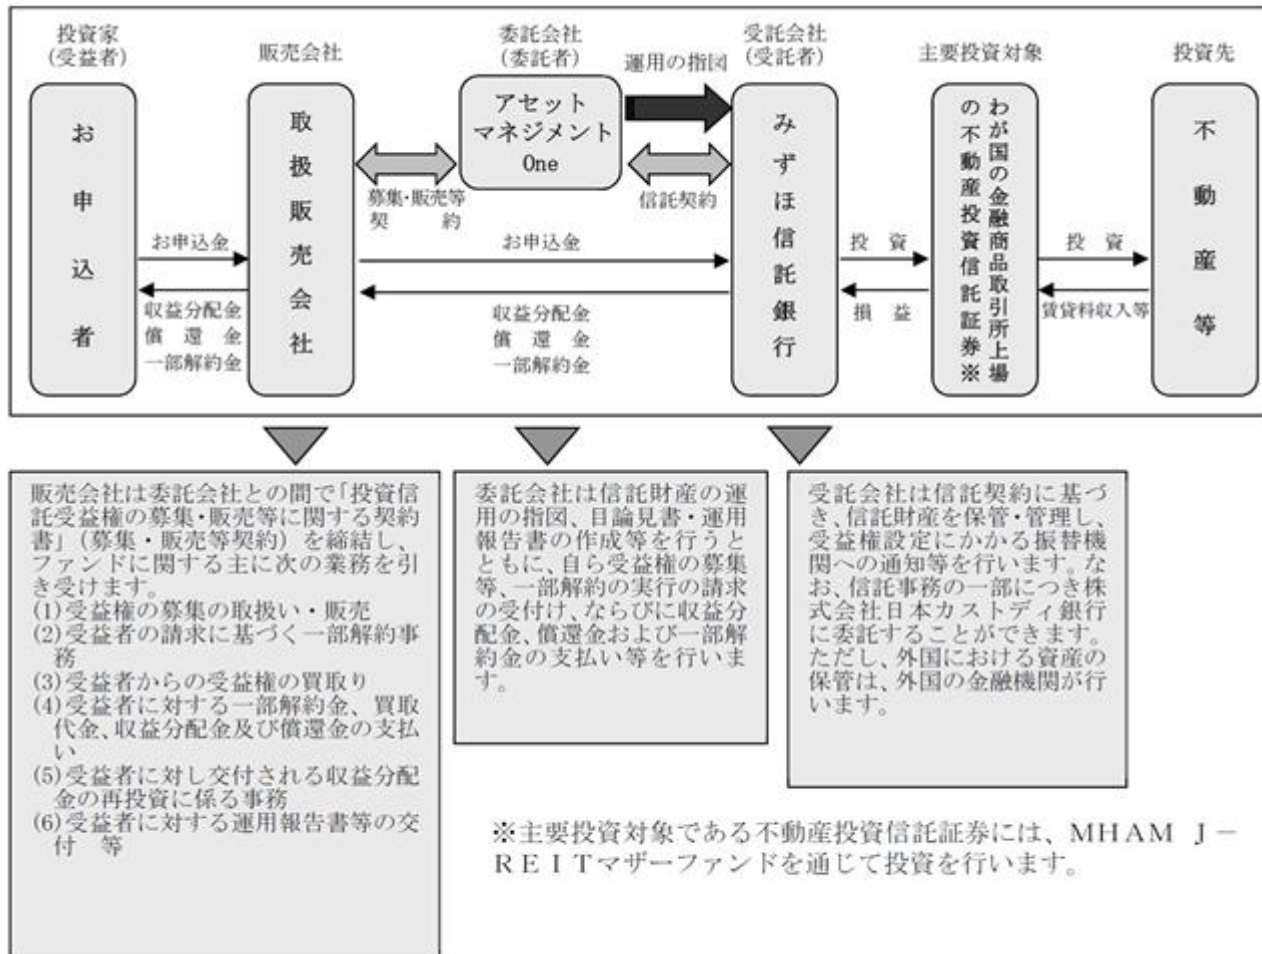 投資家
(受益者)
販売会社
委託会社
(委託者)
運用の指図
受託会社
(受託者)
主要投資対象
投資先
お申込者
取扱販売会社
アセット
マネジメント
One
みずほ信託銀行
わが国の金融商品取引所上場
の不動産投資信託証券※
不動産等
募集・販売等
契　　約
信託契約
お申込金
収益分配金
償　還　金
一部解約金
お申込金
収益分配金
償　還　金
一部解約金
投　資
損　益
投　資
賃貸料収入等
販売会社は委託会社との間で「投資信
託受益権の募集・販売等に関する契約
書」(募集・販売等契約)を締結し、
ファンドに関する主に次の業務を引
き受けます。
(1)受益権の募集の取扱い・販売
(2)受益者の請求に基づく一部解約事
務
(3)受益者からの受益権の買取り
(4)受益者に対する一部解約金、買取
代金、収益分配金及び償還金の支払
い
(5)受益者に対し交付される収益分配
金の再投資に係る事務
(6)受益者に対する運用報告書等の交
付　等
委託会社は信託財産の運
用の指図、目論見書・運用
報告書の作成等を行うと
ともに、自ら受益権の募集
等、一部解約の実行の請求
の受付け、ならびに収益分
配金、償還金および一部解
約金の支払い等を行いま
す。
受託会社は信託契約に基づ
き、信託財産を保管・管理し、
受益権設定にかかる振替機
関への通知等を行います。な
お、信託事務の一部につき株
式会社日本カストディ銀行
に委託することができます。
ただし、外国における資産の
保管は、外国の金融機関が行
います。
※主要投資対象である不動産投資信託証券には、ＭＨＡＭ　Ｊ－
ＲＥＩＴマザーファンドを通じて投資を行います。